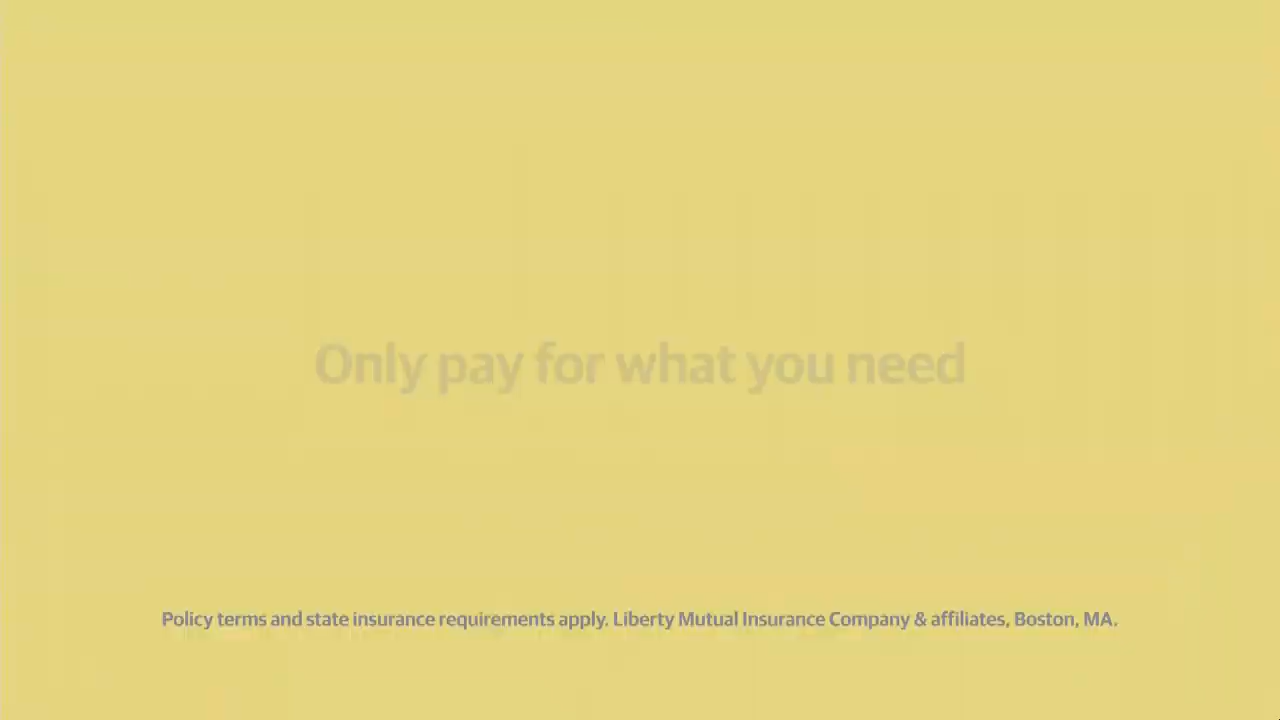 Only pay for what you need
Policy terms and state insurance requirements apply. Liberty Mutual Insurance Company & affiliates, Boston, MA.